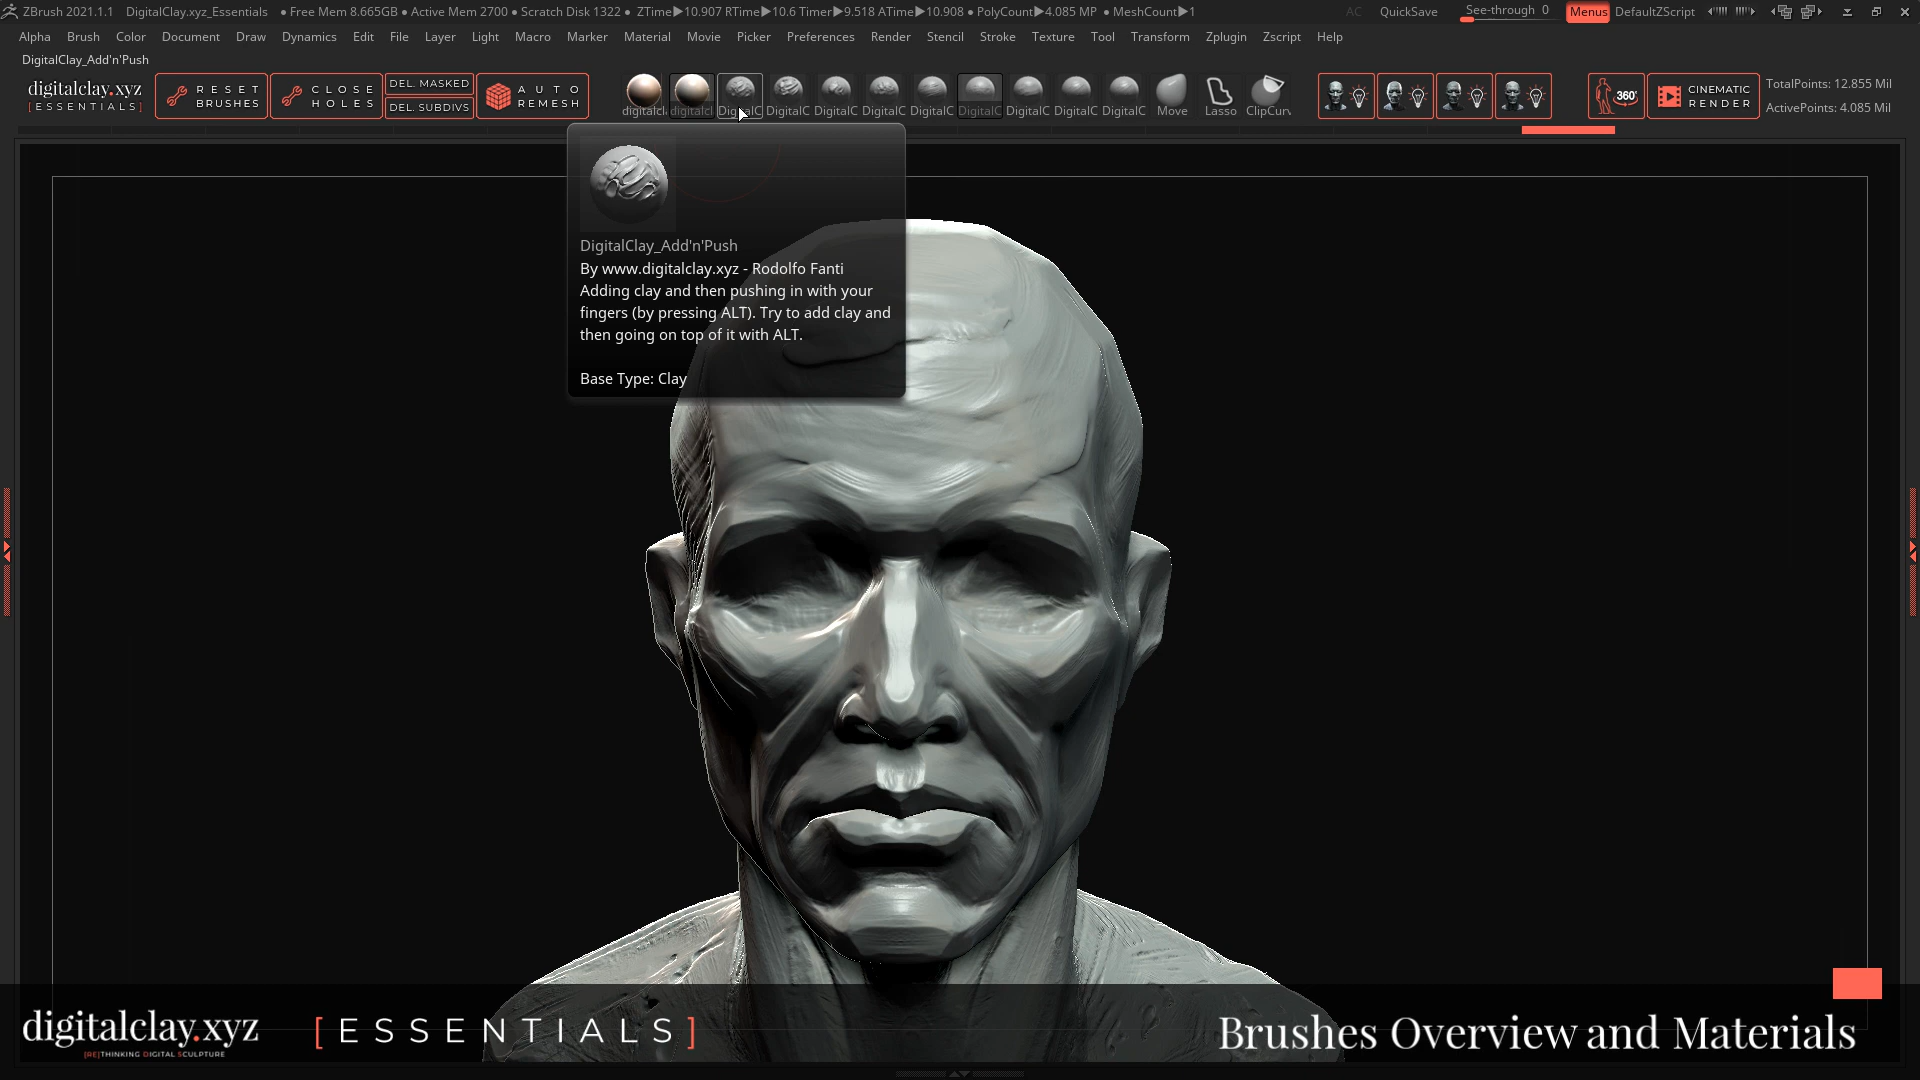 ZBrush 2021.1.1 DigitalClay.xyz_Essentials • Free Mem 8.665GB • Active Mem 2700 • Scratch Disk 1322 • ZTime▶10.907 RTime▶10.6 Timer▶9.518 ATime▶10.908 • PolyCount▶4.085 MP • MeshCount▶1 AC QuickSave See-through 0 Menus DefaultZScript
Alpha Brush Color Document Draw Dynamics Edit File Layer Light Macro Marker Material Movie Picker Preferences Render Stencil Stroke Texture Tool Transform Zplugin Zscript Help
DigitalClay_Add'n'Push
digitalclay.xyz
[ESSENTIALS]
RESET
BRUSHES
CLOSE
HOLES
DEL. MASKED
DEL. SUBDIVS
AUTO
REMESH
digitalcl digitalcl DigitalC DigitalC DigitalC DigitalC DigitalC DigitalC DigitalC DigitalC DigitalC Move Lasso ClipCurv
360°
CINEMATIC
RENDER
TotalPoints: 12.855 Mil
ActivePoints: 4.085 Mil
DigitalClay_Add'n'Push
By www.digitalclay.xyz - Rodolfo Fanti
Adding clay and then pushing in with your
fingers (by pressing ALT). Try to add clay and
then going on top of it with ALT.
Base Type: Clay
digitalclay.xyz
[RE]THINKING DIGITAL SCULPTURE
[ESSENTIALS]
Brushes Overview and Materials